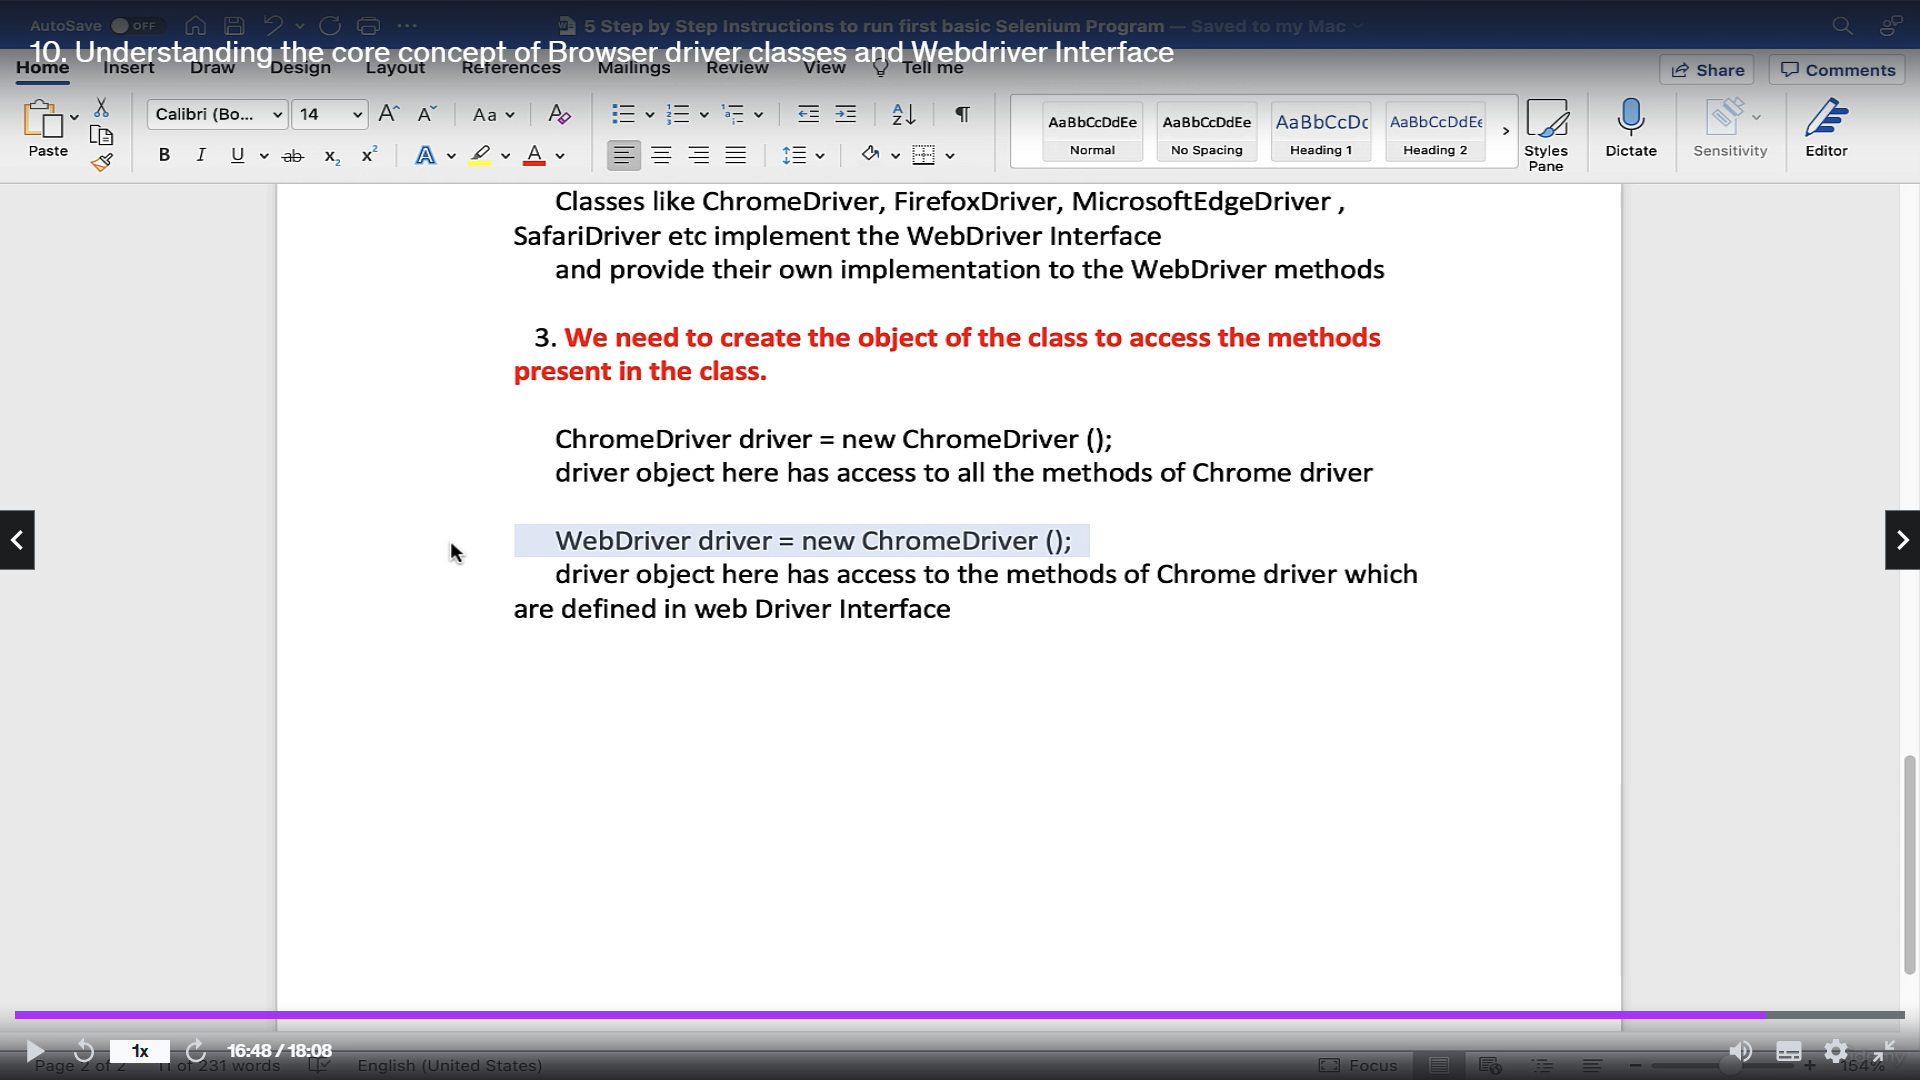 AutoSave OFF 5 Step by Step Instructions to run first basic Selenium Program — Saved to my Mac
10. Understanding the core concept of Browser driver classes and Webdriver Interface
Home Insert Draw Design Layout References Mailings Review View Tell me Share Comments
Calibri (Bo... 14 Aa
Paste
AaBbCcDdEe AaBbCcDdEe AaBbCcDc AaBbCcDdEe
Normal No Spacing Heading 1 Heading 2
Styles Pane Dictate Sensitivity Editor
Classes like ChromeDriver, FirefoxDriver, MicrosoftEdgeDriver ,
SafariDriver etc implement the WebDriver Interface
and provide their own implementation to the WebDriver methods
3. We need to create the object of the class to access the methods
present in the class.
ChromeDriver driver = new ChromeDriver ();
driver object here has access to all the methods of Chrome driver
WebDriver driver = new ChromeDriver ();
driver object here has access to the methods of Chrome driver which
are defined in web Driver Interface
1x 16:48 / 18:08
Page 2 of 2 11 of 231 words English (United States) Focus 154%